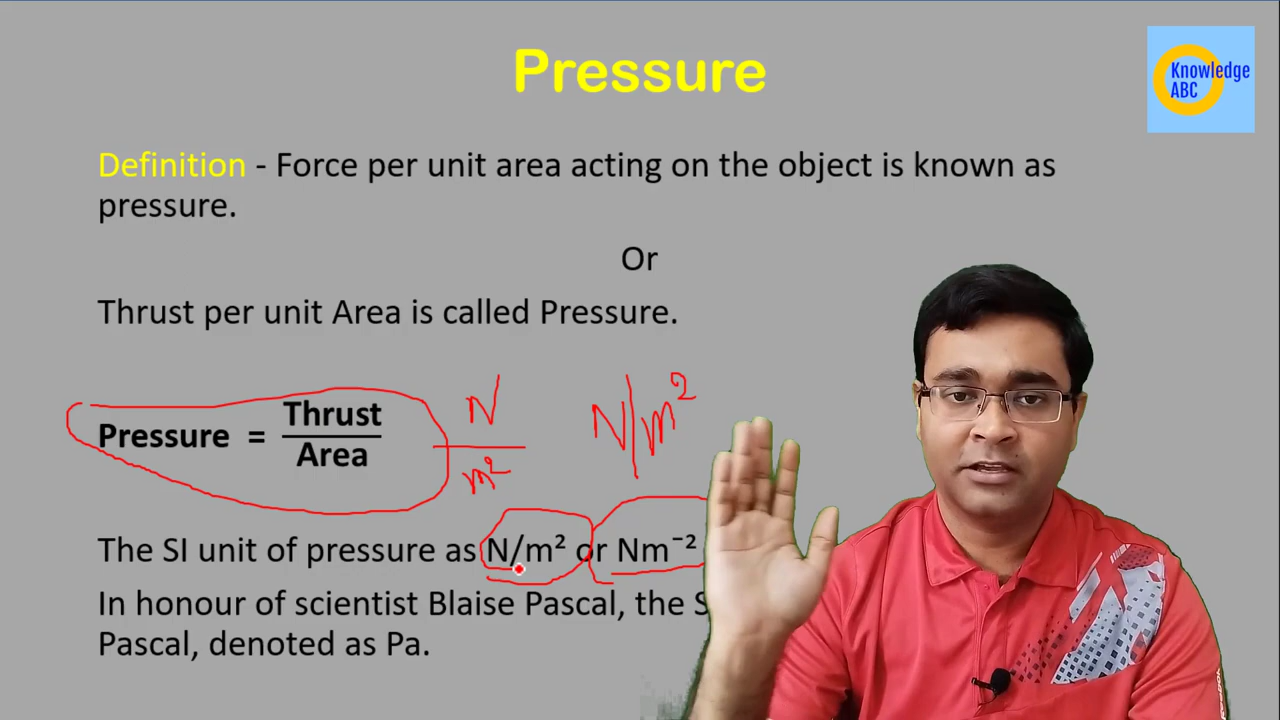 Pressure
Knowledge
ABC
Definition - Force per unit area acting on the object is known as
pressure.
Or
Thrust per unit Area is called Pressure.
Pressure = Thrust
Area
N
m²
N/m²
The SI unit of pressure as N/m² or Nm⁻²
In honour of scientist Blaise Pascal, the S
Pascal, denoted as Pa.